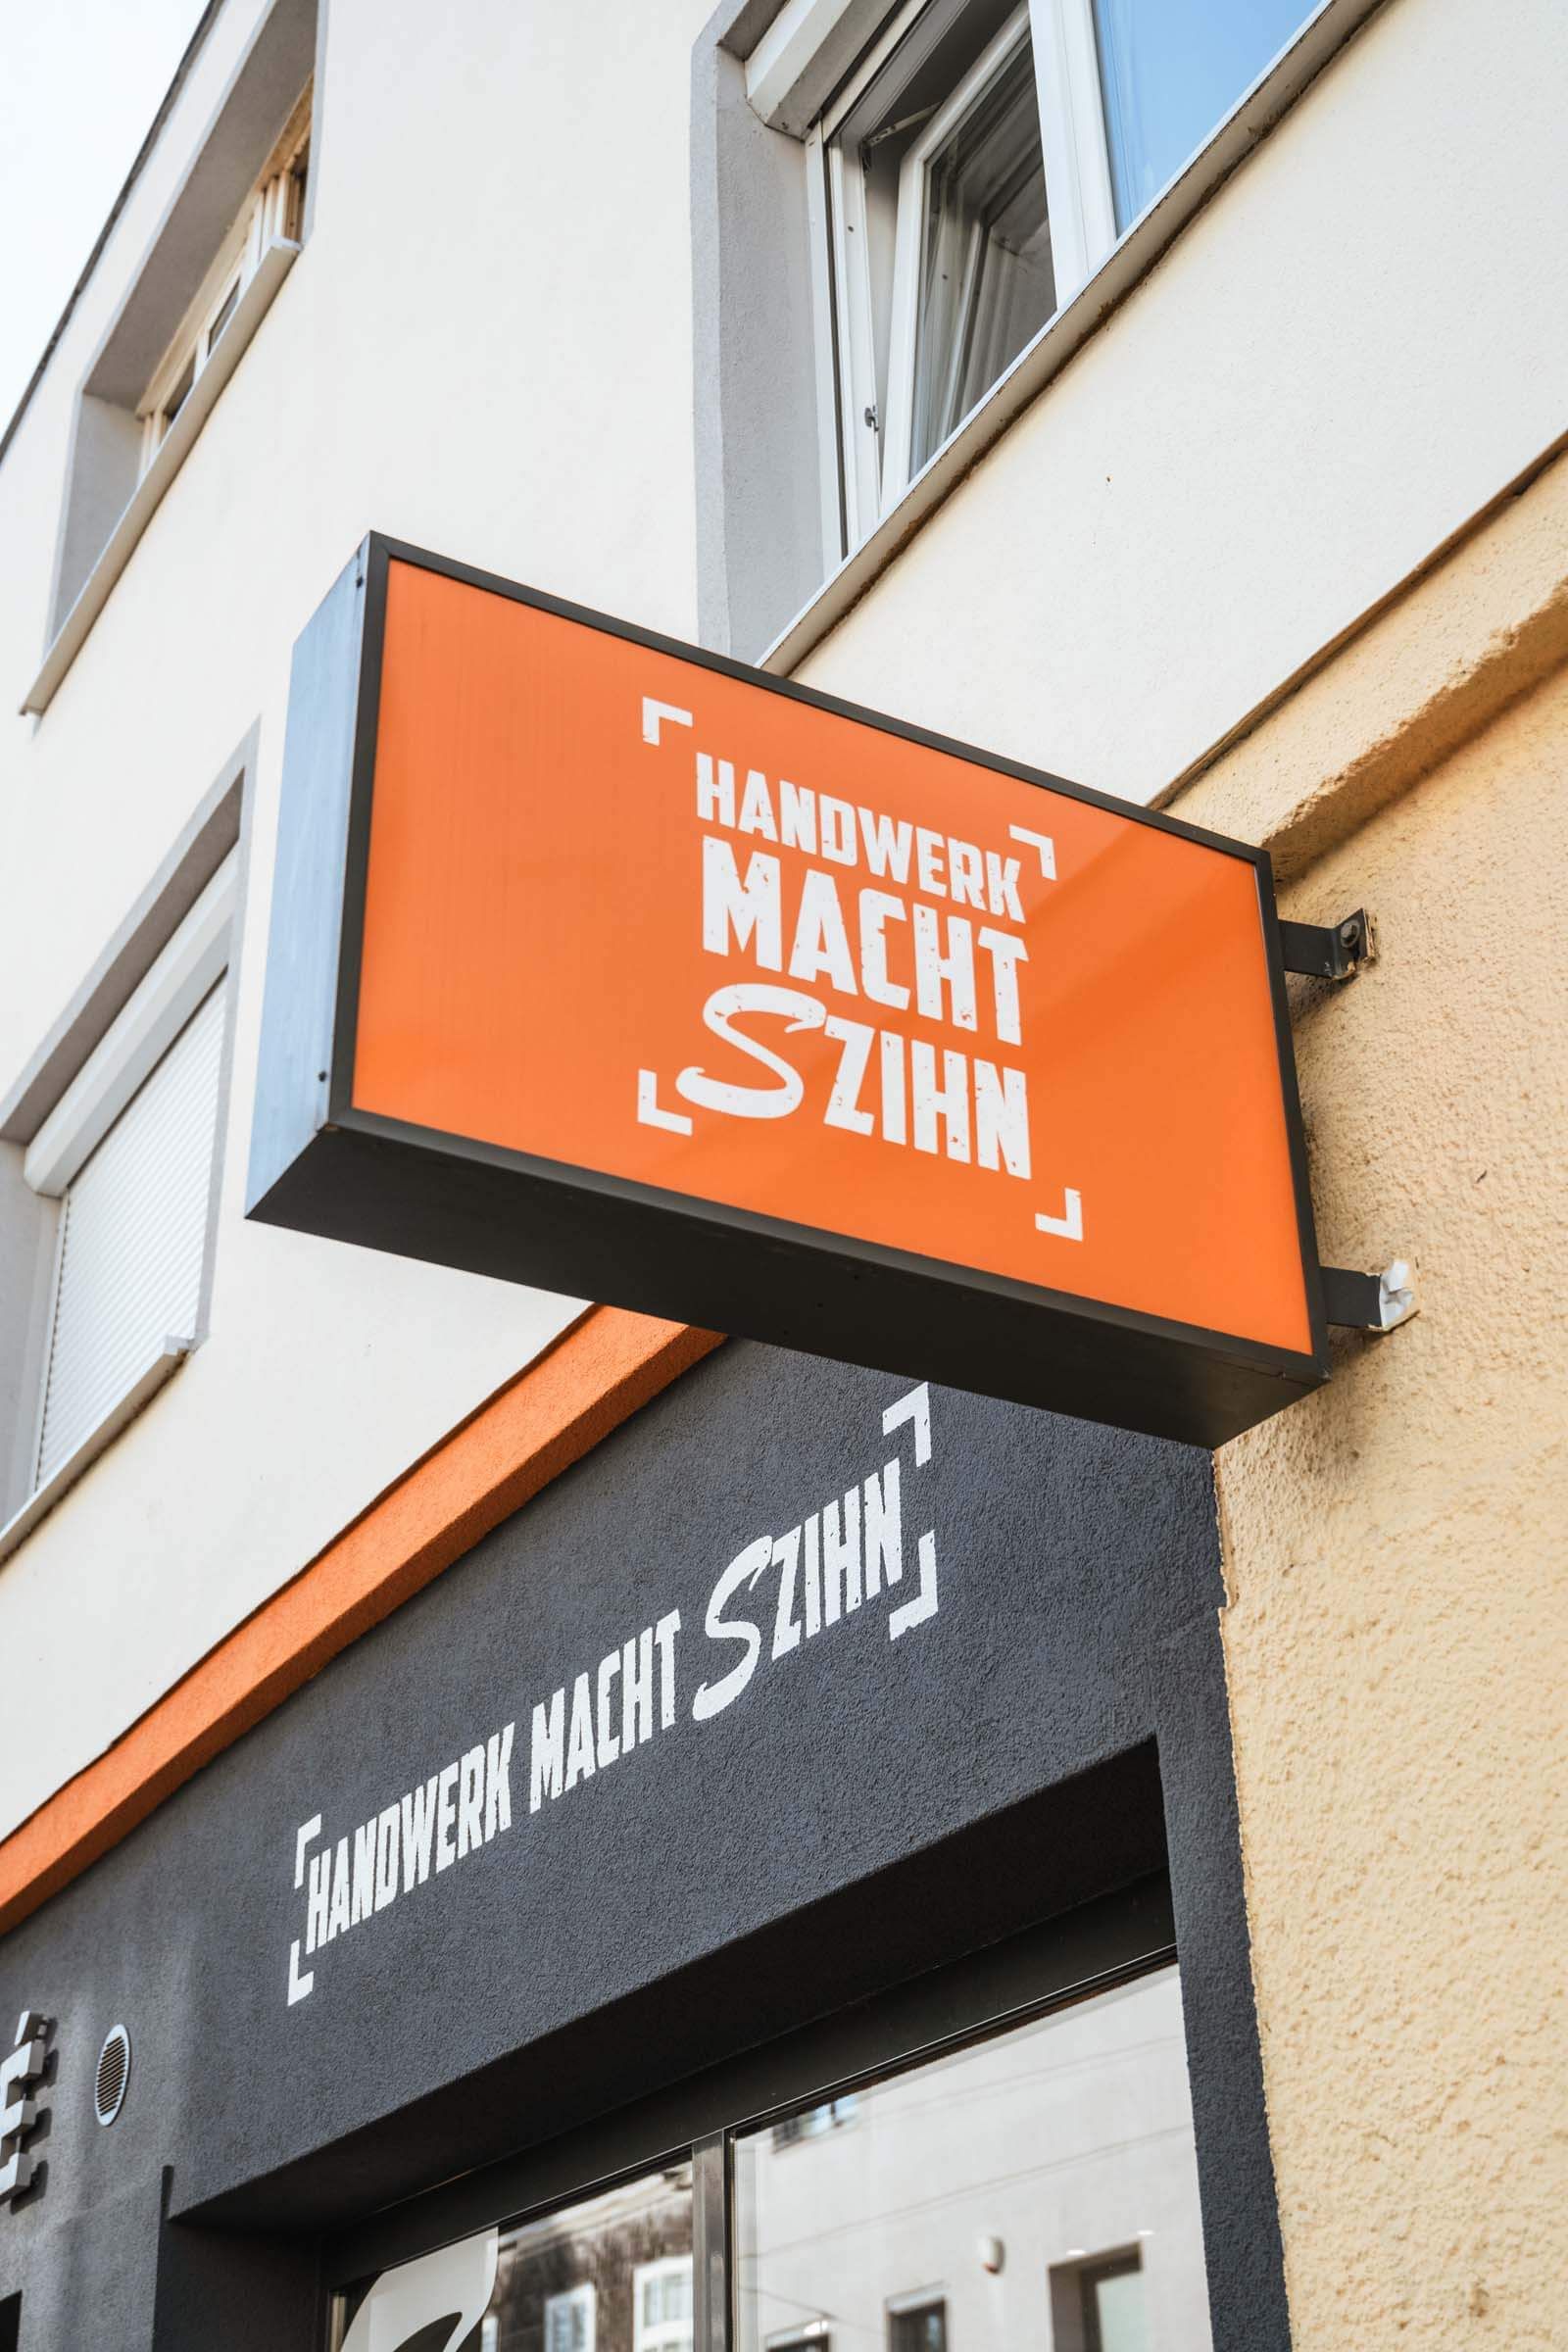 HANDWERK
MACHT
SZIHN
HANDWERK MACHT SZIHN
É